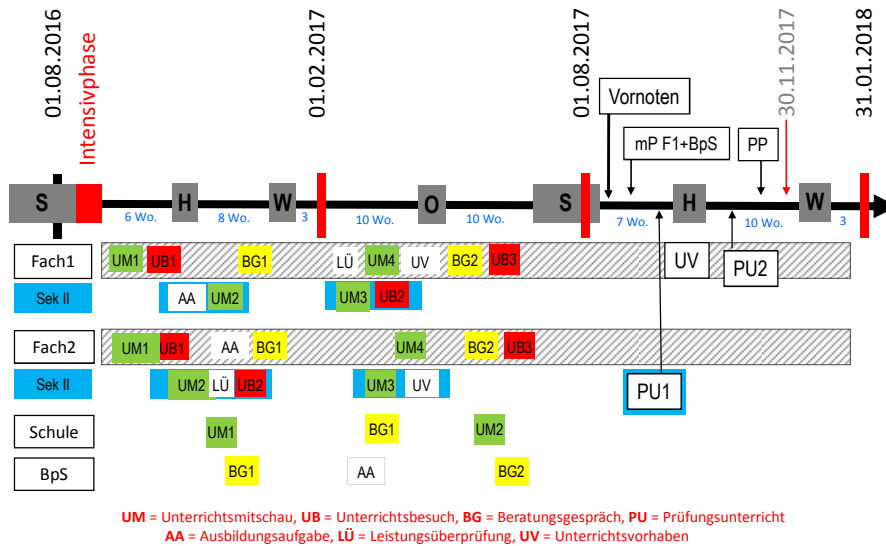 01.08.2016
Intensivphase
01.02.2017
01.08.2017
30.11.2017
31.01.2018
Vornoten
mP F1+BpS
PP
S H W O S H W
6 Wo. 8 Wo. 3 10 Wo. 10 Wo. 7 Wo. 10 Wo. 3
Fach1 UM1 UB1 BG1 LÜ UM4 UV BG2 UB3 UV PU2
Sek II AA UM2 UM3 UB2
Fach2 UM1 UB1 AA BG1 UM4 BG2 UB3
Sek II UM2 LÜ UB2 UM3 UV PU1
Schule UM1 BG1 UM2
BpS BG1 AA BG2
UM = Unterrichtsmitschau, UB = Unterrichtsbesuch, BG = Beratungsgespräch, PU = Prüfungsunterricht
AA = Ausbildungsaufgabe, LÜ = Leistungsüberprüfung, UV = Unterrichtsvorhaben